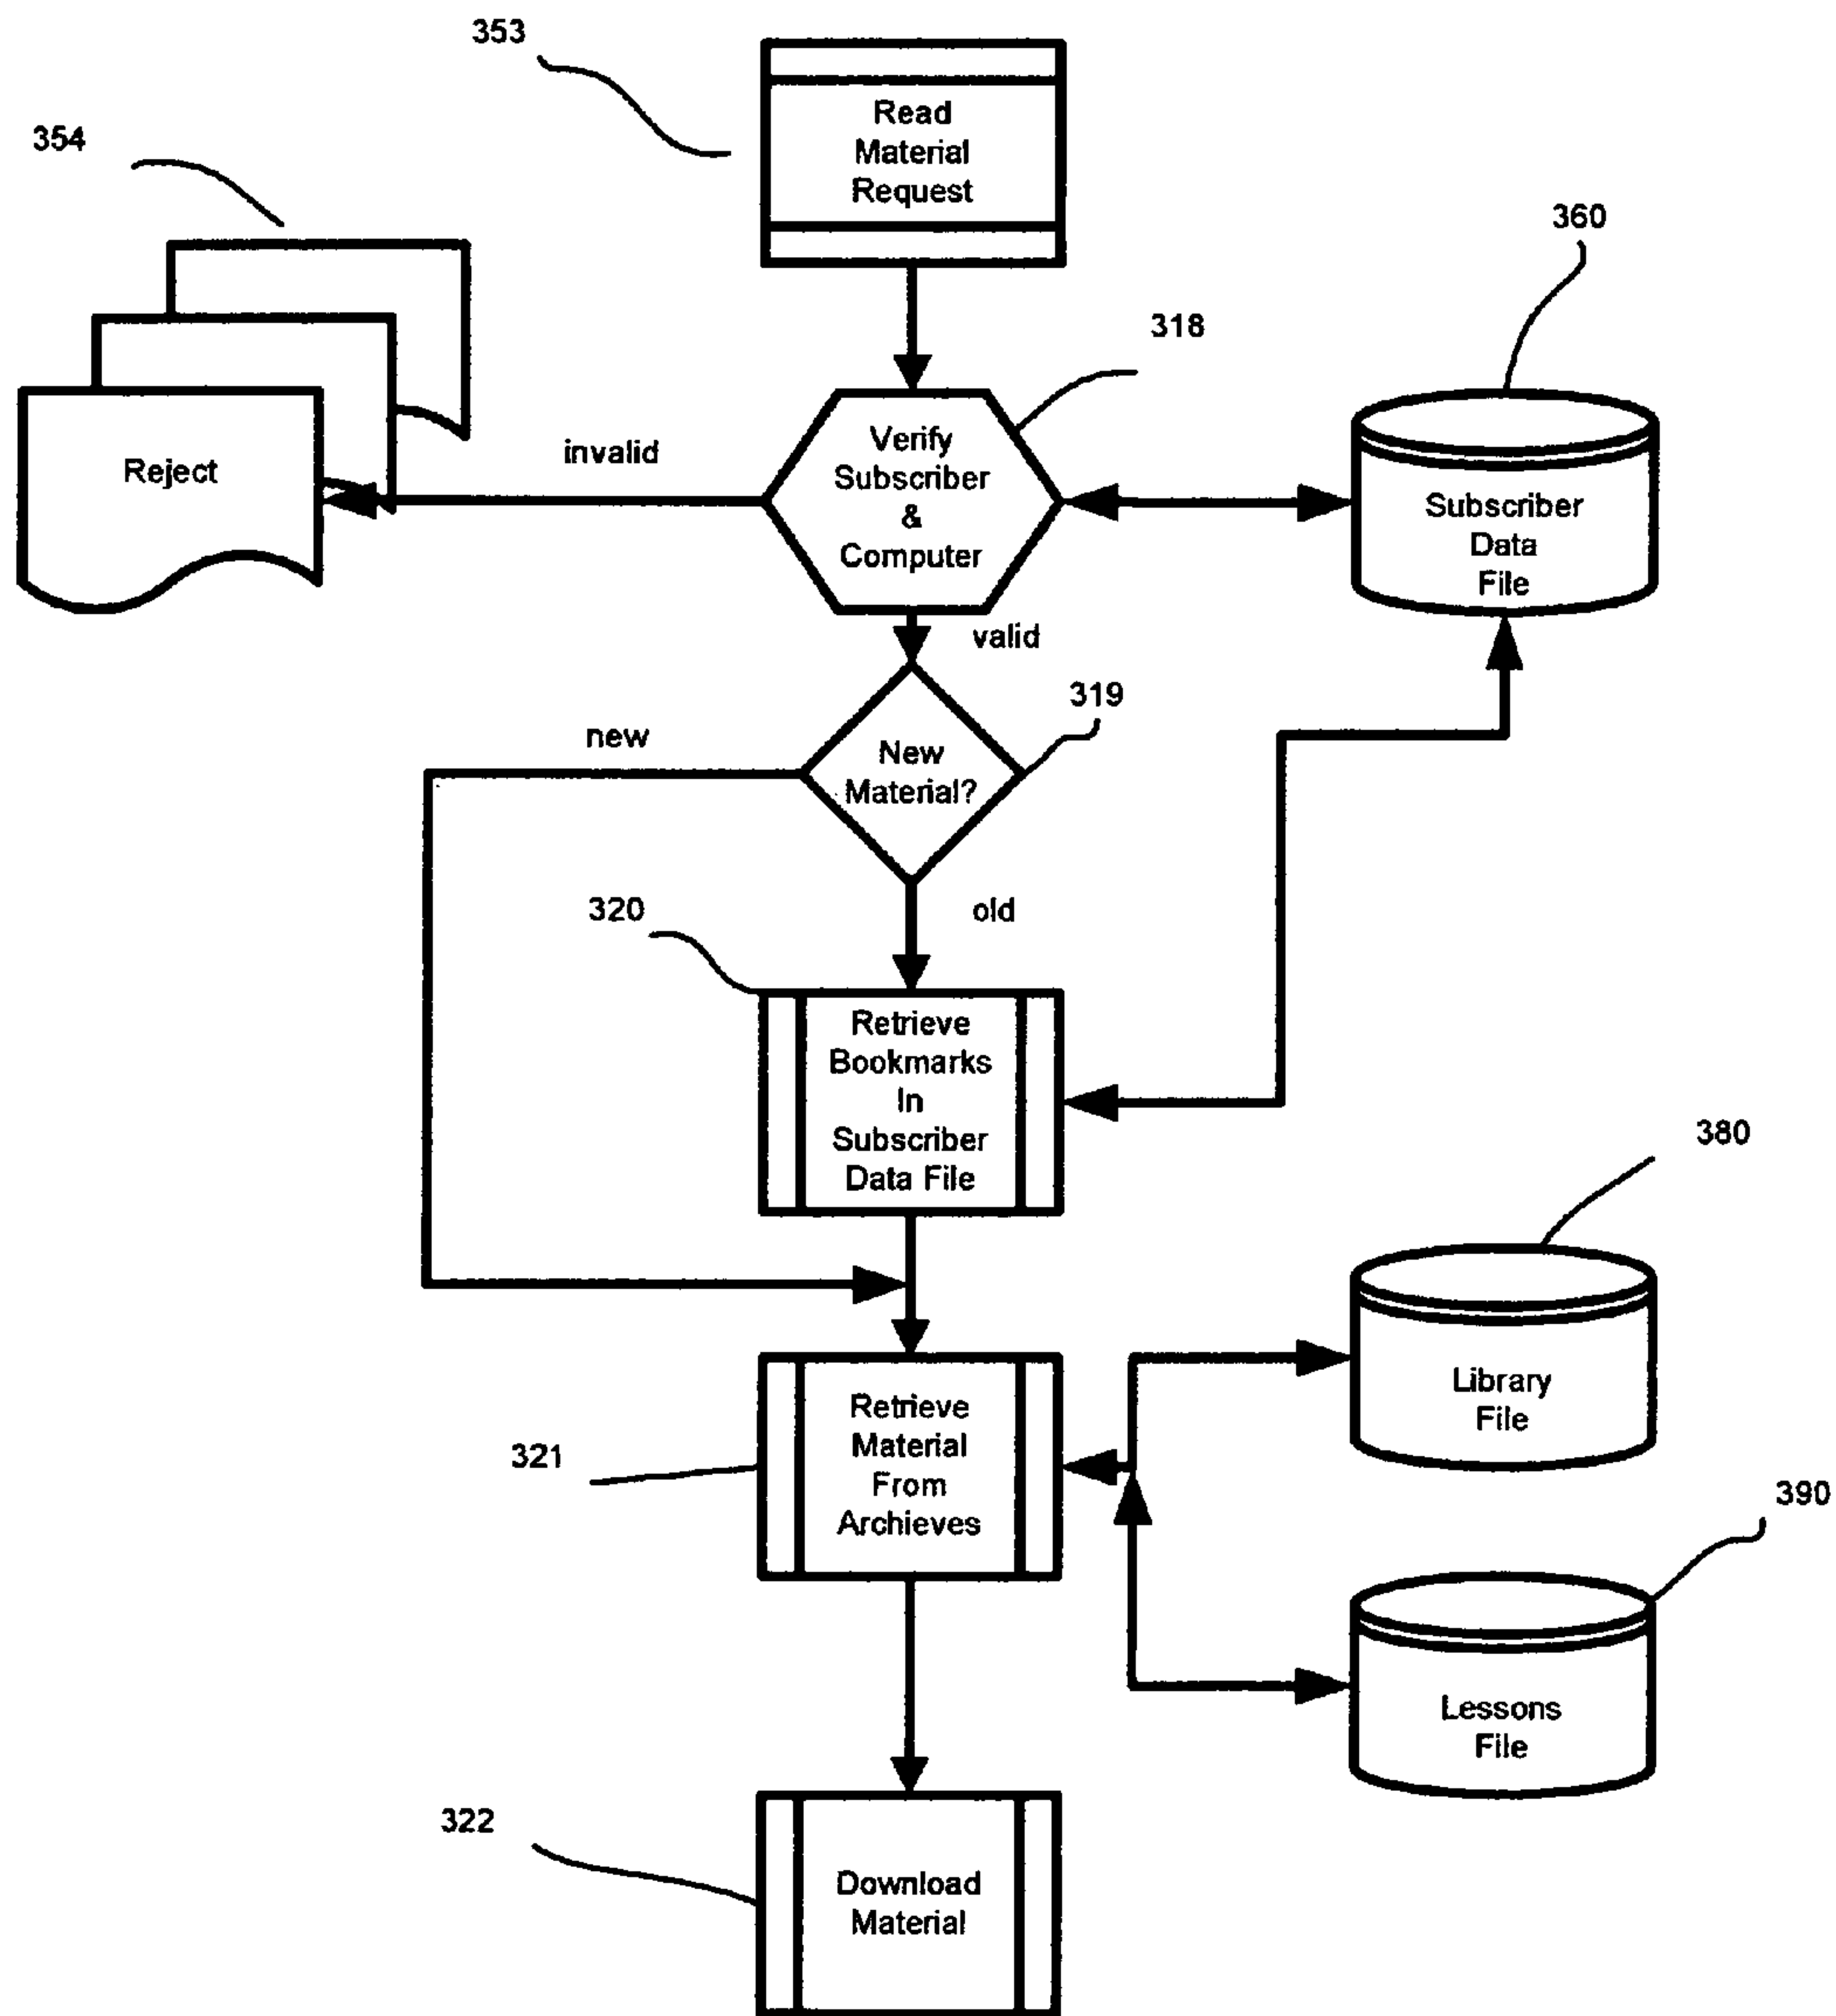 353
Read
Material
Request
354
360
318
Verify
Subscriber
&
Computer
invalid
Reject
Subscriber
Data
File
valid
319
new
New
Material?
320
old
Retrieve
Bookmarks
In
Subscriber
Data File
380
Library
File
321
Retrieve
Material
From
Archieves
390
Lessons
File
322
Download
Material